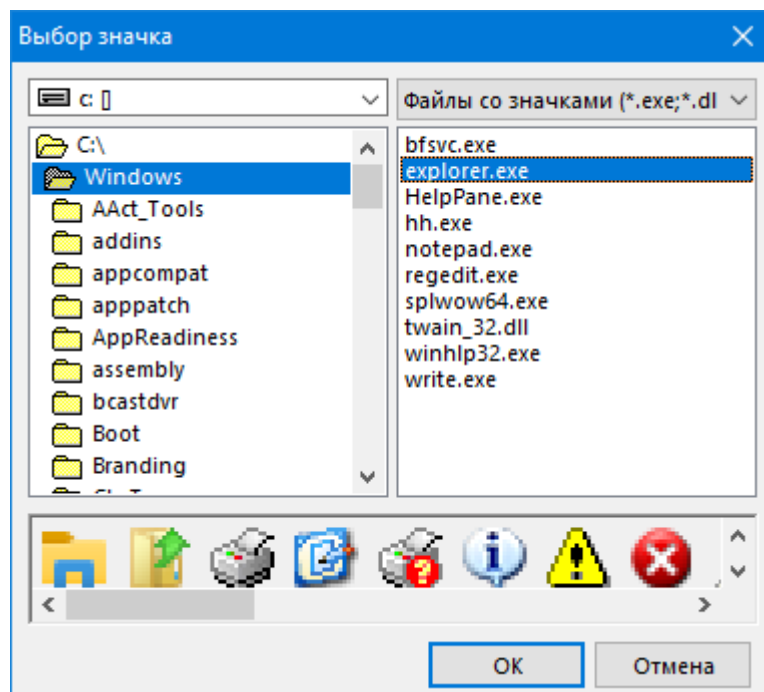 Выбор значка
c: []
Файлы со значками (*.exe;*.dl
C:\
Windows
AAct_Tools
addins
appcompat
apppatch
AppReadiness
assembly
bcastdvr
Boot
Branding
bfsvc.exe
explorer.exe
HelpPane.exe
hh.exe
notepad.exe
regedit.exe
splwow64.exe
twain_32.dll
winhlp32.exe
write.exe
OK
Отмена